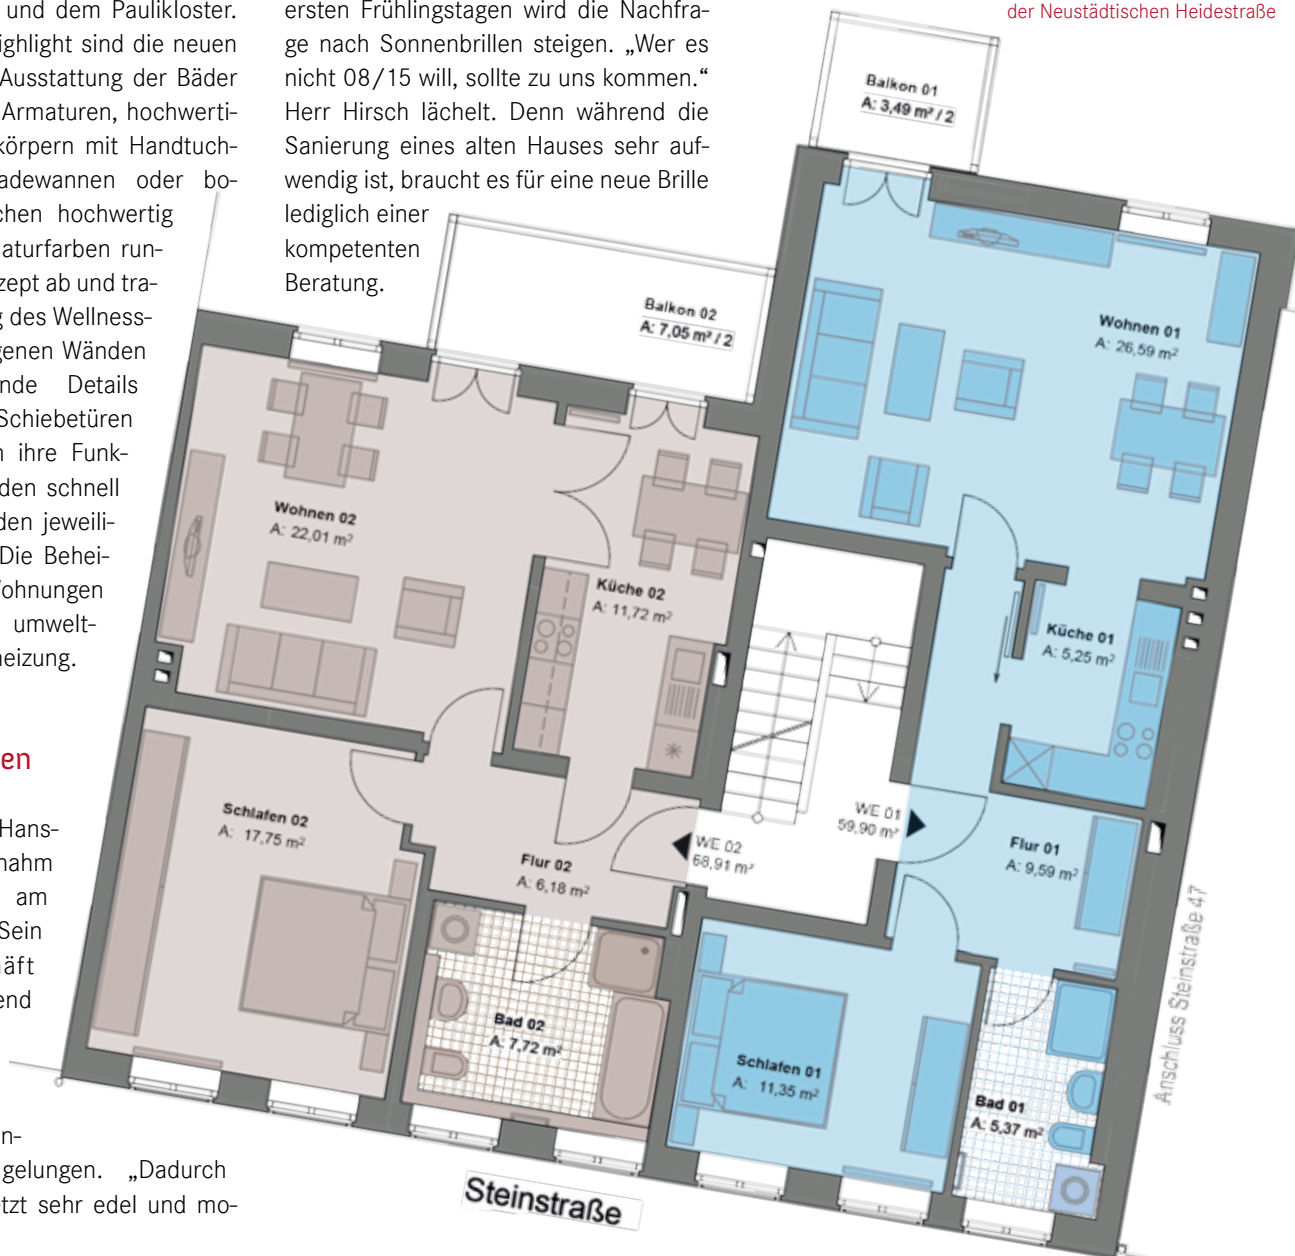 und dem Paulikloster.
ighlight sind die neuen
Ausstattung der Bäder
Armaturen, hochwerti-
körpern mit Handtuch-
adewannen oder bo-
chen hochwertig
aturfarben run-
zept ab und tra-
g des Wellness-
genen Wänden
nde Details
Schiebetüren
n ihre Funk-
den schnell
den jeweili-
Die Behei-
Wohnungen
umwelt-
heizung.
en
Hans-
nahm
am
Sein
häft
end
n-
gelungen. „Dadurch
etzt sehr edel und mo-
ersten Frühlingstagen wird die Nachfra-
ge nach Sonnenbrillen steigen. „Wer es
nicht 08/15 will, sollte zu uns kommen.“
Herr Hirsch lächelt. Denn während die
Sanierung eines alten Hauses sehr auf-
wendig ist, braucht es für eine neue Brille
lediglich einer
kompetenten
Beratung.
der Neustädtischen Heidestraße
Balkon 01
A: 3,49 m² / 2
Balkon 02
A: 7,05 m² / 2
Wohnen 01
A: 26,59 m²
Wohnen 02
A: 22,01 m²
Küche 02
A: 11,72 m²
Küche 01
A: 5,25 m²
Schlafen 02
A: 17,75 m²
Flur 02
A: 6,18 m²
WE 02
68,91 m²
WE 01
59,90 m²
Flur 01
A: 9,59 m²
Bad 02
A: 7,72 m²
Schlafen 01
A: 11,35 m²
Bad 01
A: 5,37 m²
Anschluss Steinstraße 47
Steinstraße